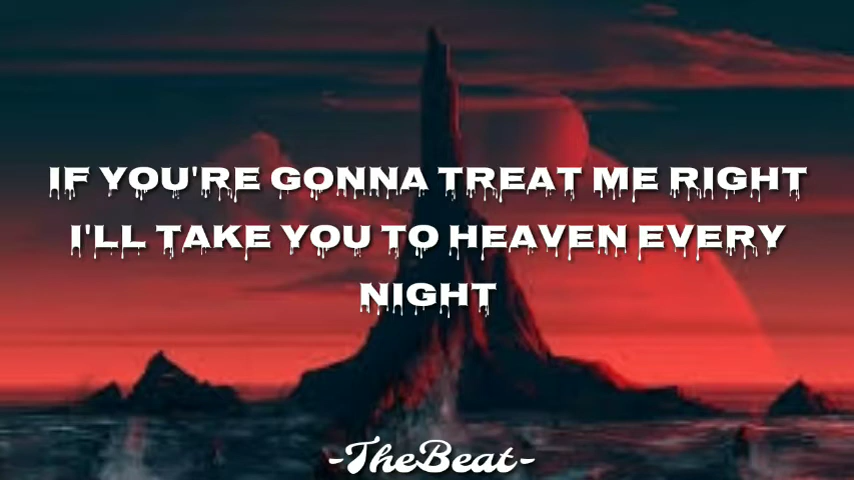 IF YOU'RE GONNA TREAT ME RIGHT
I'LL TAKE YOU TO HEAVEN EVERY
NIGHT
-TheBeat-